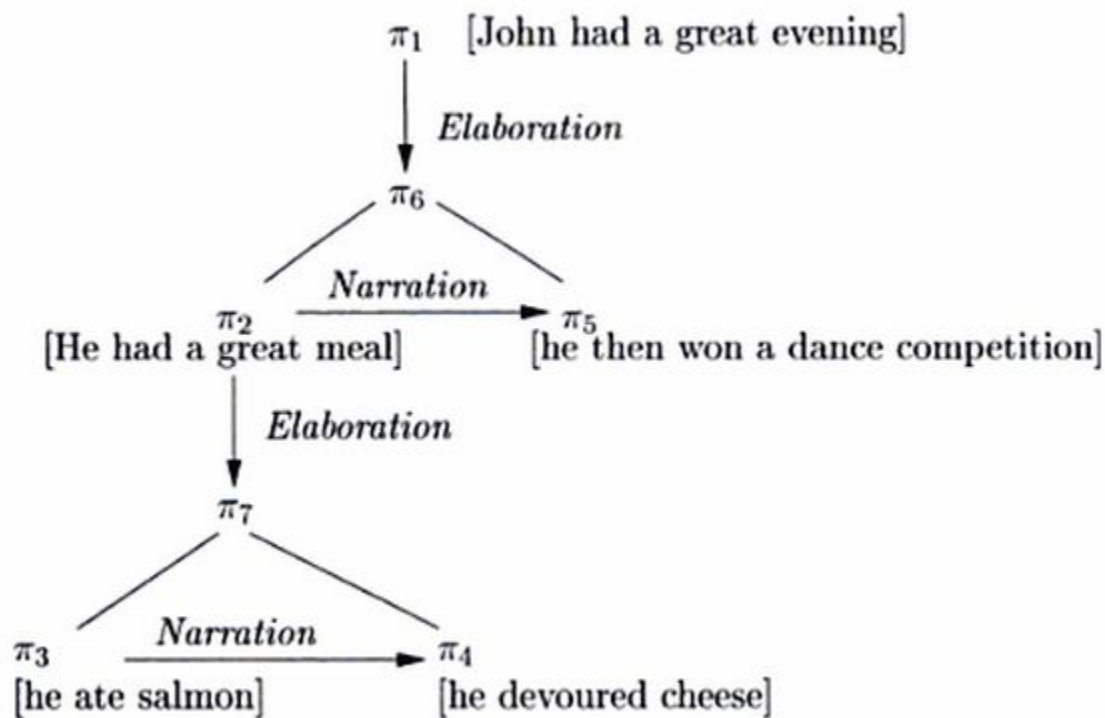 π1 [John had a great evening]
Elaboration
π6
Narration
π2 π5
[He had a great meal] [he then won a dance competition]
Elaboration
π7
Narration
π3 π4
[he ate salmon] [he devoured cheese]